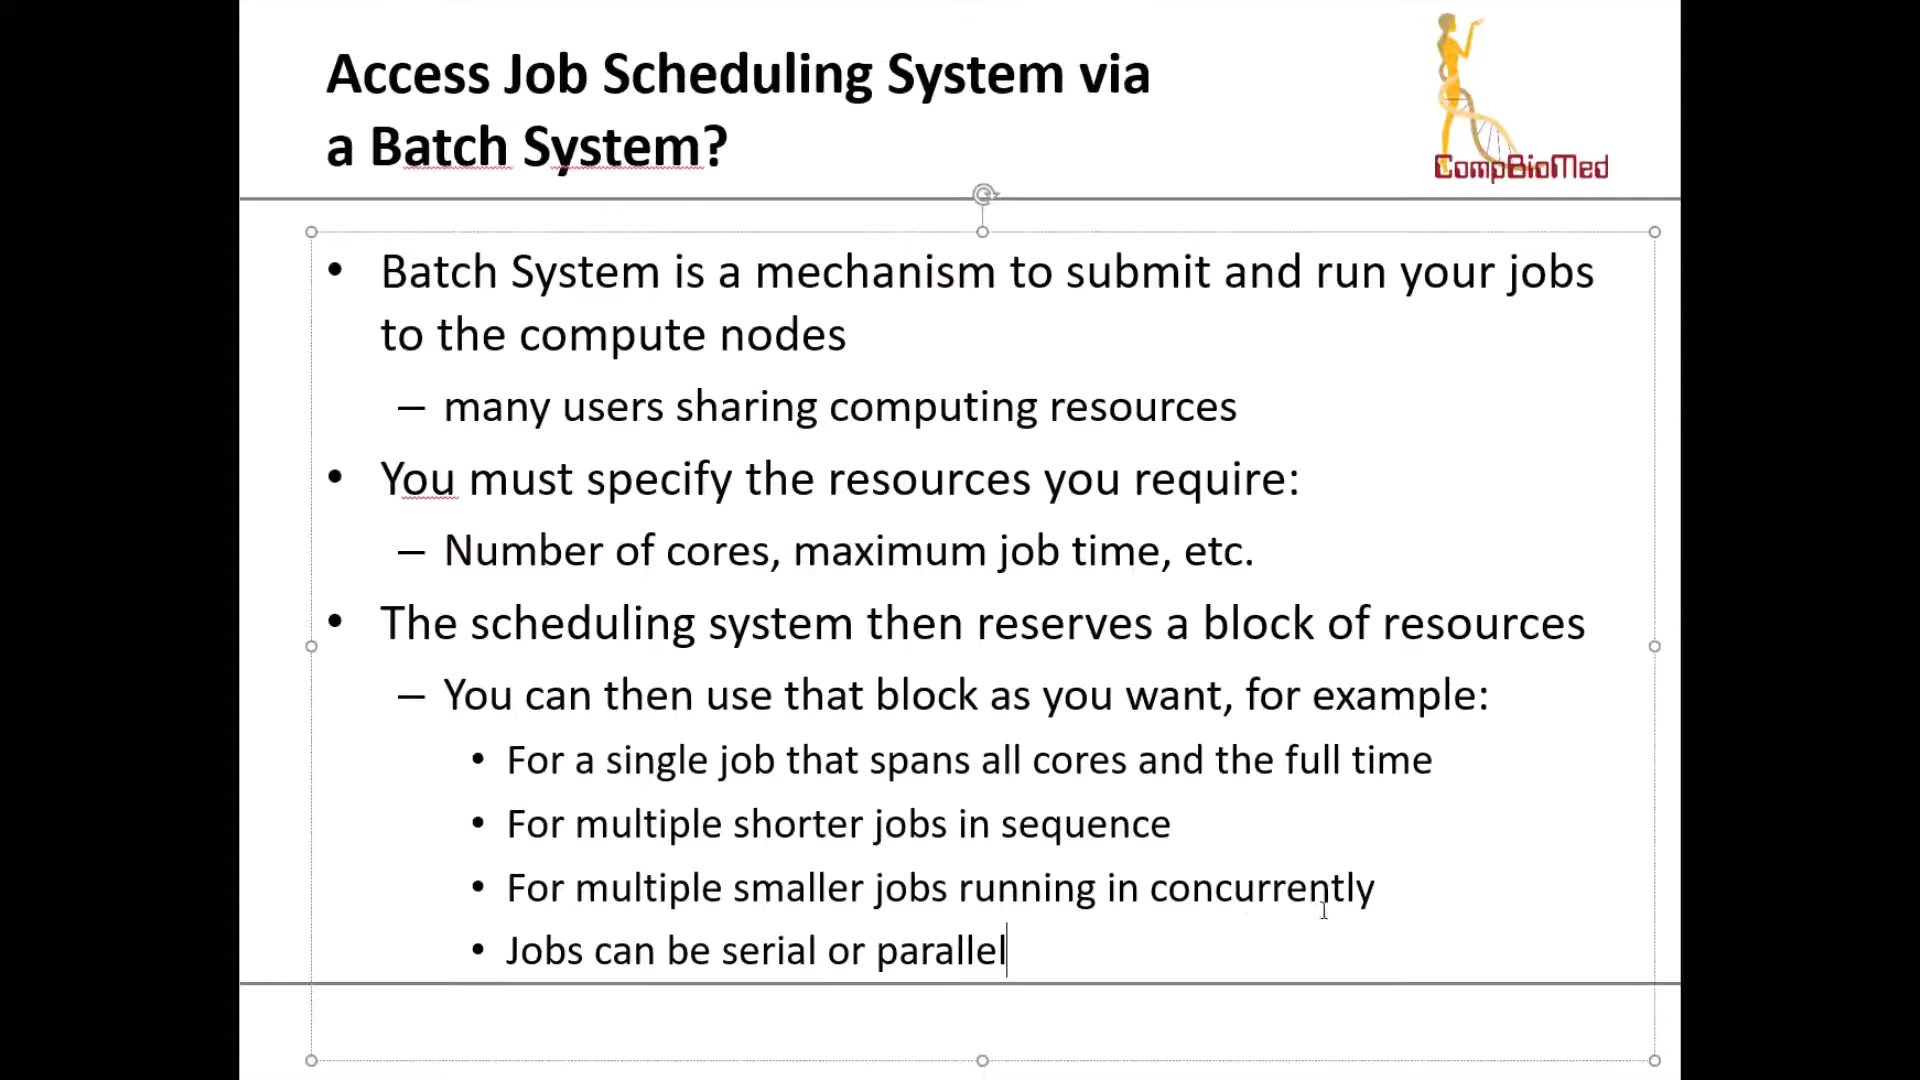 Access Job Scheduling System via
a Batch System?
CompBioMed
• Batch System is a mechanism to submit and run your jobs
to the compute nodes
– many users sharing computing resources
• You must specify the resources you require:
– Number of cores, maximum job time, etc.
• The scheduling system then reserves a block of resources
– You can then use that block as you want, for example:
• For a single job that spans all cores and the full time
• For multiple shorter jobs in sequence
• For multiple smaller jobs running in concurrently
• Jobs can be serial or parallel